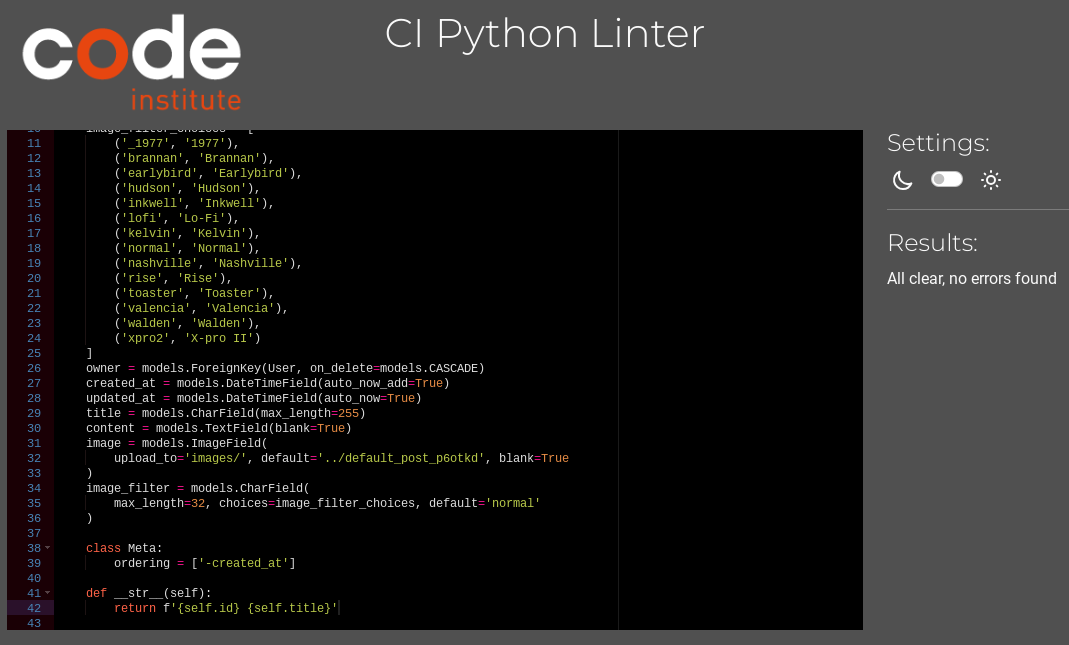 code
institute
CI Python Linter
10 image_filter_choices = [
11 ('_1977', '1977'),
12 ('brannan', 'Brannan'),
13 ('earlybird', 'Earlybird'),
14 ('hudson', 'Hudson'),
15 ('inkwell', 'Inkwell'),
16 ('lofi', 'Lo-Fi'),
17 ('kelvin', 'Kelvin'),
18 ('normal', 'Normal'),
19 ('nashville', 'Nashville'),
20 ('rise', 'Rise'),
21 ('toaster', 'Toaster'),
22 ('valencia', 'Valencia'),
23 ('walden', 'Walden'),
24 ('xpro2', 'X-pro II')
25 ]
26 owner = models.ForeignKey(User, on_delete=models.CASCADE)
27 created_at = models.DateTimeField(auto_now_add=True)
28 updated_at = models.DateTimeField(auto_now=True)
29 title = models.CharField(max_length=255)
30 content = models.TextField(blank=True)
31 image = models.ImageField(
32 upload_to='images/', default='../default_post_p6otkd', blank=True
33 )
34 image_filter = models.CharField(
35 max_length=32, choices=image_filter_choices, default='normal'
36 )
37
38 class Meta:
39 ordering = ['-created_at']
40
41 def __str__(self):
42 return f'{self.id} {self.title}'
43
Settings:
Results:
All clear, no errors found